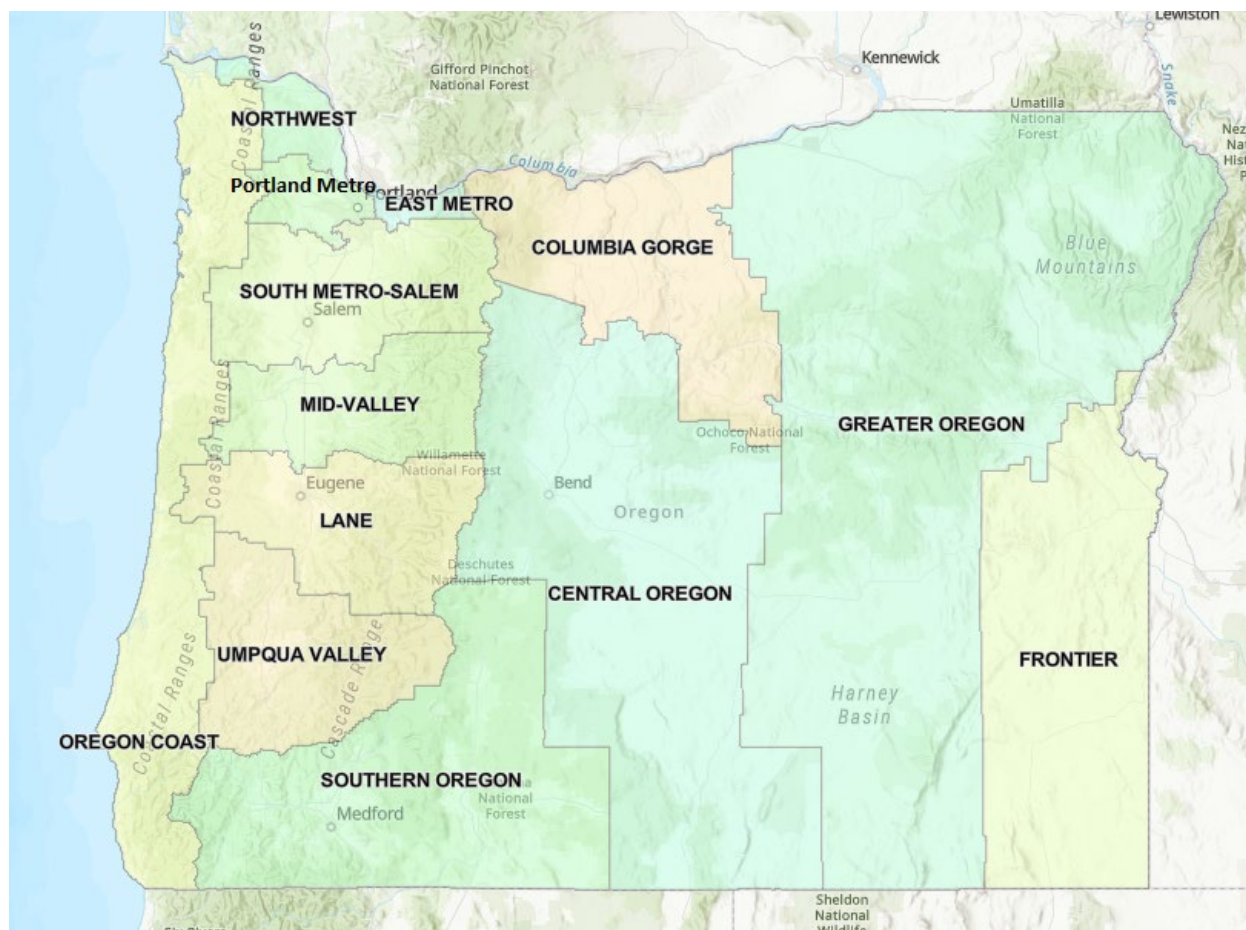 Lewiston
Coastal Ranges
Gifford Pinchot
National Forest
Kennewick
Snake
Umatilla
National
Forest
NORTHWEST
Columbia
Portland Metro
Portland
EAST METRO
COLUMBIA GORGE
Blue
Mountains
SOUTH METRO-SALEM
Salem
Coastal Ranges
MID-VALLEY
GREATER OREGON
Ochoco National
Forest
Willamette
National Forest
Eugene
Bend
LANE
Oregon
Deschutes
National Forest
CENTRAL OREGON
UMPQUA VALLEY
Cascade Range
FRONTIER
Harney
Basin
Coastal Ranges
OREGON COAST
SOUTHERN OREGON
National
Forest
Medford
Sheldon
National